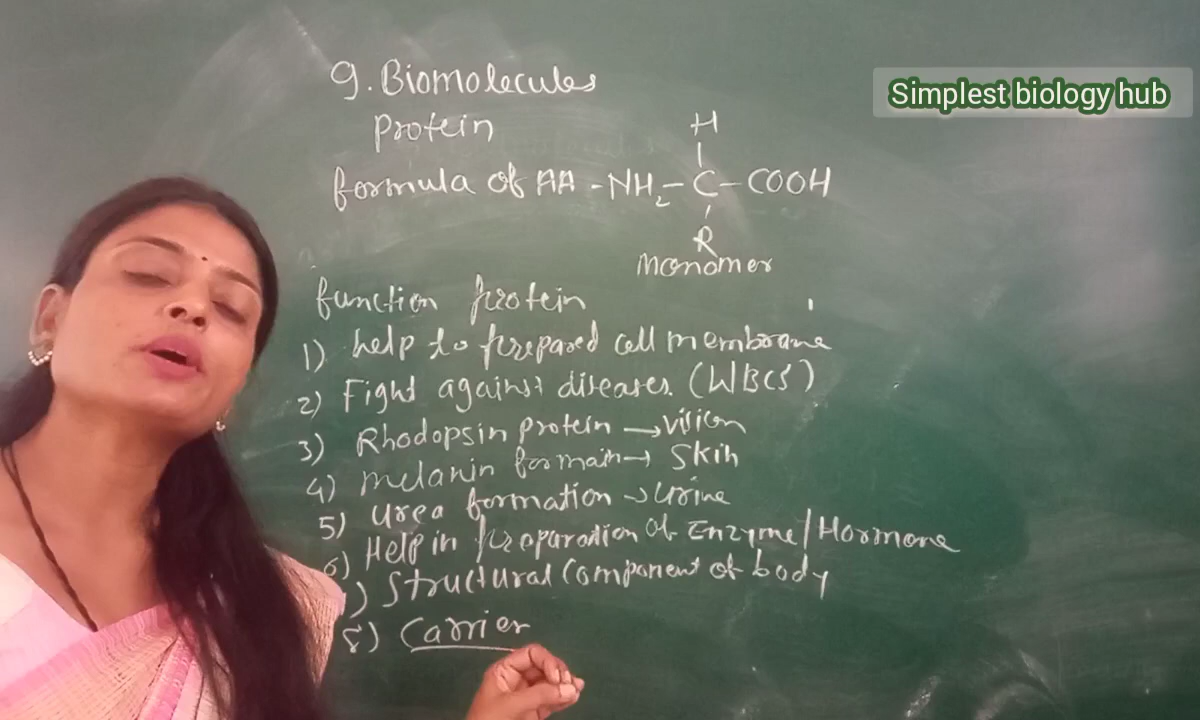 9. Biomolecules
Simplest biology hub
Protein
H
formula of AA - NH2 - C - COOH
R
Monomer
function protein
1) help to prepared cell membrane
2) Fight against diseases. (WBCS)
3) Rhodopsin protein → vision
4) Melanin → Skin
5) Urea formation → Urine
6) Help in preparation of Enzyme/Hormone
) Structural Component of body
8) Carrier